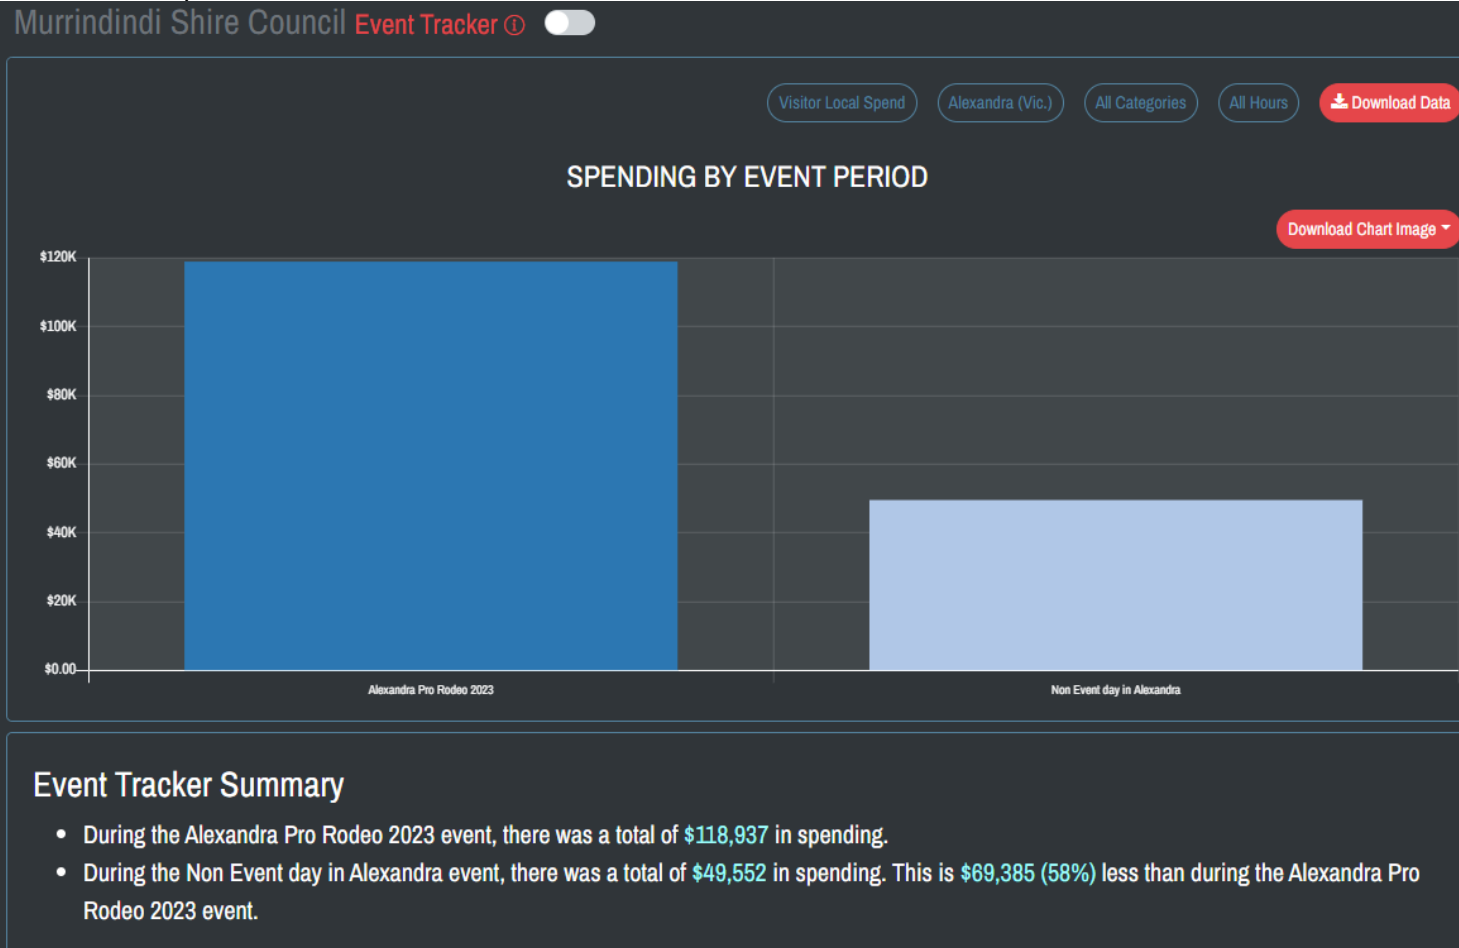 Murrindindi Shire Council Event Tracker
Visitor Local Spend Alexandra (Vic.) All Categories All Hours Download Data
SPENDING BY EVENT PERIOD
Download Chart Image
$120K
$100K
$80K
$60K
$40K
$20K
$0.00
Alexandra Pro Rodeo 2023 Non Event day in Alexandra
Event Tracker Summary
• During the Alexandra Pro Rodeo 2023 event, there was a total of $118,937 in spending.
• During the Non Event day in Alexandra event, there was a total of $49,552 in spending. This is $69,385 (58%) less than during the Alexandra Pro
Rodeo 2023 event.